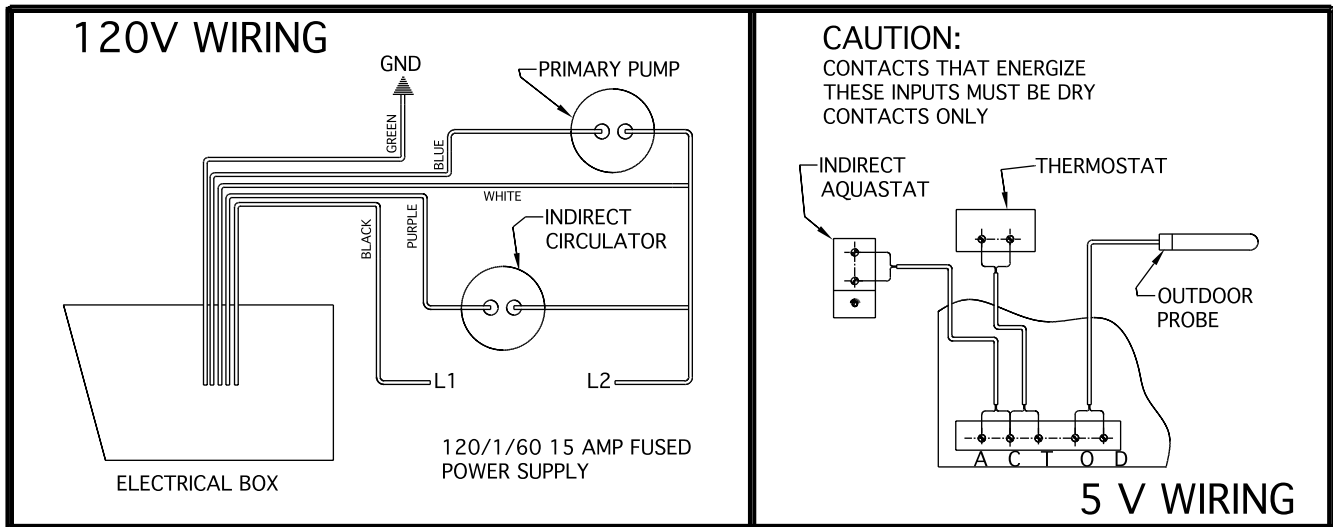 120V WIRING
GND
PRIMARY PUMP
GREEN
BLUE
WHITE
PURPLE
BLACK
INDIRECT
CIRCULATOR
L1
L2
120/1/60 15 AMP FUSED
POWER SUPPLY
ELECTRICAL BOX
CAUTION:
CONTACTS THAT ENERGIZE
THESE INPUTS MUST BE DRY
CONTACTS ONLY
INDIRECT
AQUASTAT
THERMOSTAT
OUTDOOR
PROBE
A C T O D
5 V WIRING